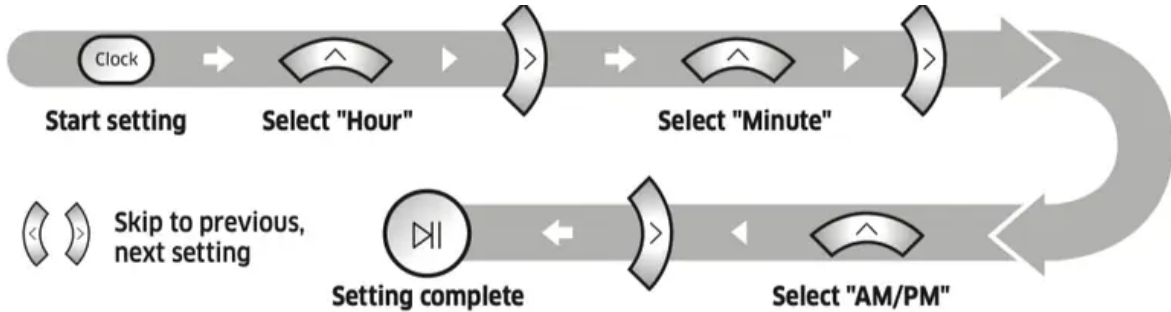 Clock
Start setting
Select "Hour"
Select "Minute"
Select "AM/PM"
Setting complete
Skip to previous,
next setting